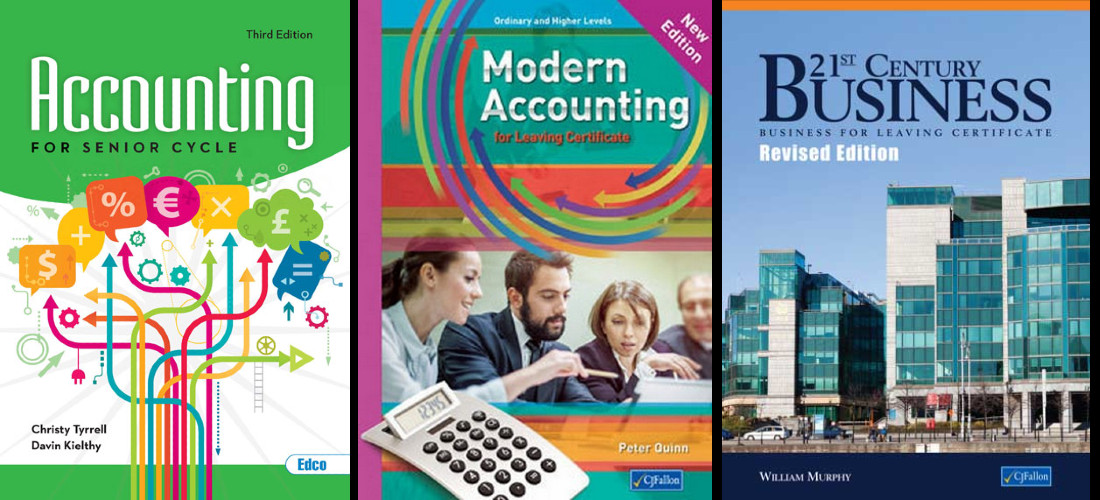 Third Edition
Accounting
FOR SENIOR CYCLE
%
€
×
+
£
$
=
%
Christy Tyrrell
Davin Kielthy
Edco
Ordinary and Higher Levels
New
Edition
Modern
Accounting
for Leaving Certificate
12345
Peter Quinn
CJFallon
21ST CENTURY
BUSINESS
BUSINESS FOR LEAVING CERTIFICATE
Revised Edition
WILLIAM MURPHY
CJFallon